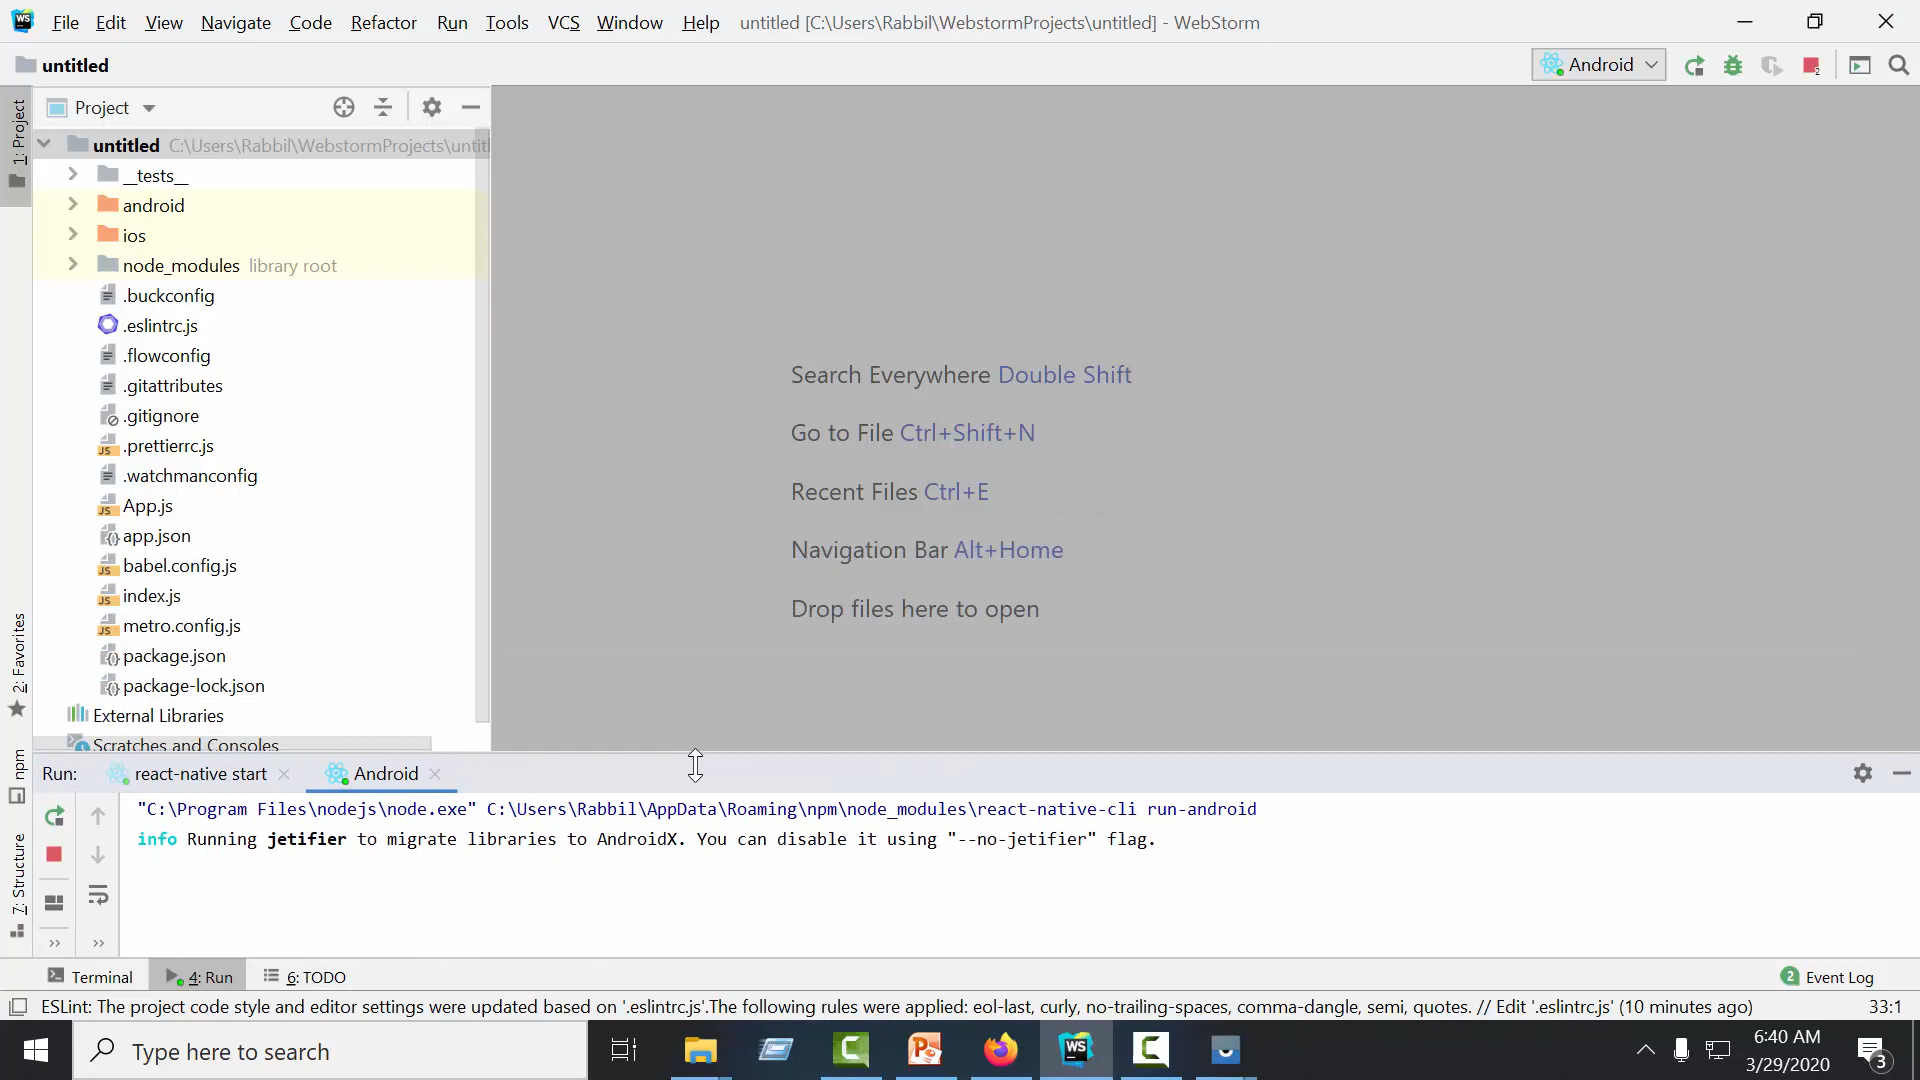 File Edit View Navigate Code Refactor Run Tools VCS Window Help untitled [C:\Users\Rabbil\WebstormProjects\untitled] - WebStorm
untitled
Android
2
Project
untitled C:\Users\Rabbil\WebstormProjects\untitl
__tests__
android
ios
node_modules library root
.buckconfig
.eslintrc.js
.flowconfig
.gitattributes
.gitignore
.prettierrc.js
.watchmanconfig
App.js
app.json
babel.config.js
index.js
metro.config.js
package.json
package-lock.json
External Libraries
Scratches and Consoles
1: Project
2: Favorites
npm
7: Structure
Search Everywhere Double Shift
Go to File Ctrl+Shift+N
Recent Files Ctrl+E
Navigation Bar Alt+Home
Drop files here to open
Run: react-native start Android
"C:\Program Files\nodejs\node.exe" C:\Users\Rabbil\AppData\Roaming\npm\node_modules\react-native-cli run-android
info Running jetifier to migrate libraries to AndroidX. You can disable it using "--no-jetifier" flag.
Terminal 4: Run 6: TODO 2 Event Log
ESLint: The project code style and editor settings were updated based on '.eslintrc.js'.The following rules were applied: eol-last, curly, no-trailing-spaces, comma-dangle, semi, quotes. // Edit '.eslintrc.js' (10 minutes ago) 33:1
Type here to search
6:40 AM
3/29/2020
3